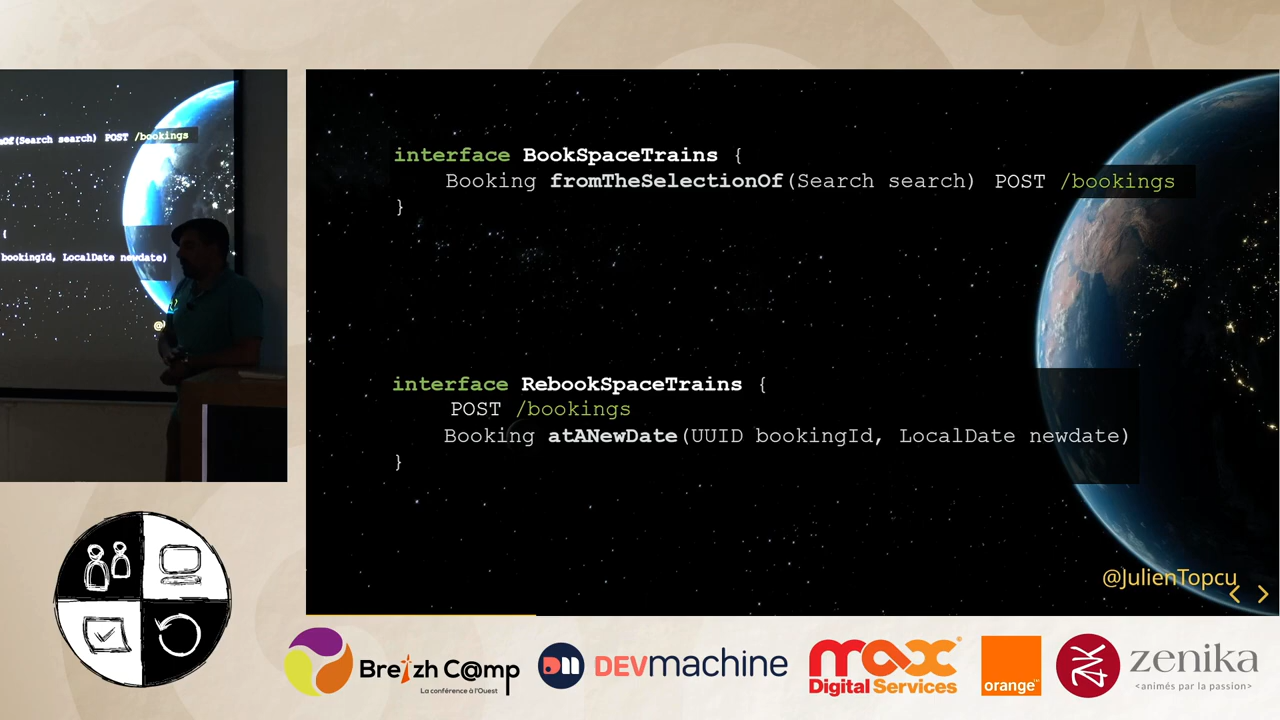 Of(Search search) POST /bookings
{
bookingId, LocalDate newdate)
interface BookSpaceTrains {
Booking fromTheSelectionOf(Search search) POST /bookings
}
interface RebookSpaceTrains {
POST /bookings
Booking atANewDate(UUID bookingId, LocalDate newdate)
}
@JulienTopcu
Breizh C@mp
La conférence à l'Ouest
DEVmachine
max
Digital Services
orange
zenika
<animés par la passion>